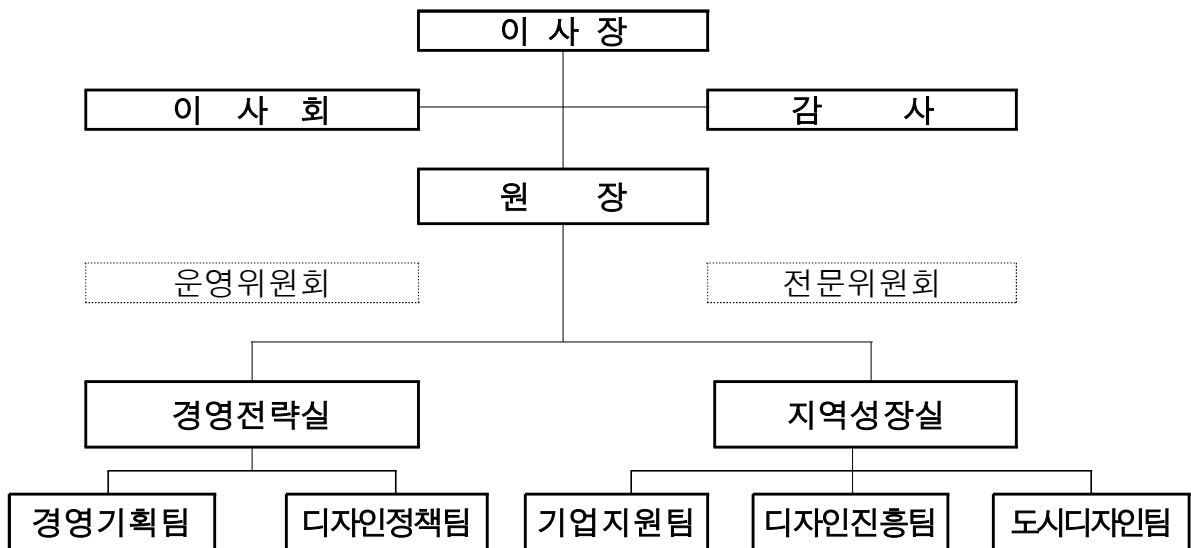 이 사 장
이 사 회
감 사
원 장
운영위원회
전문위원회
경영전략실
지역성장실
경영기획팀
디자인정책팀
기업지원팀
디자인진흥팀
도시디자인팀